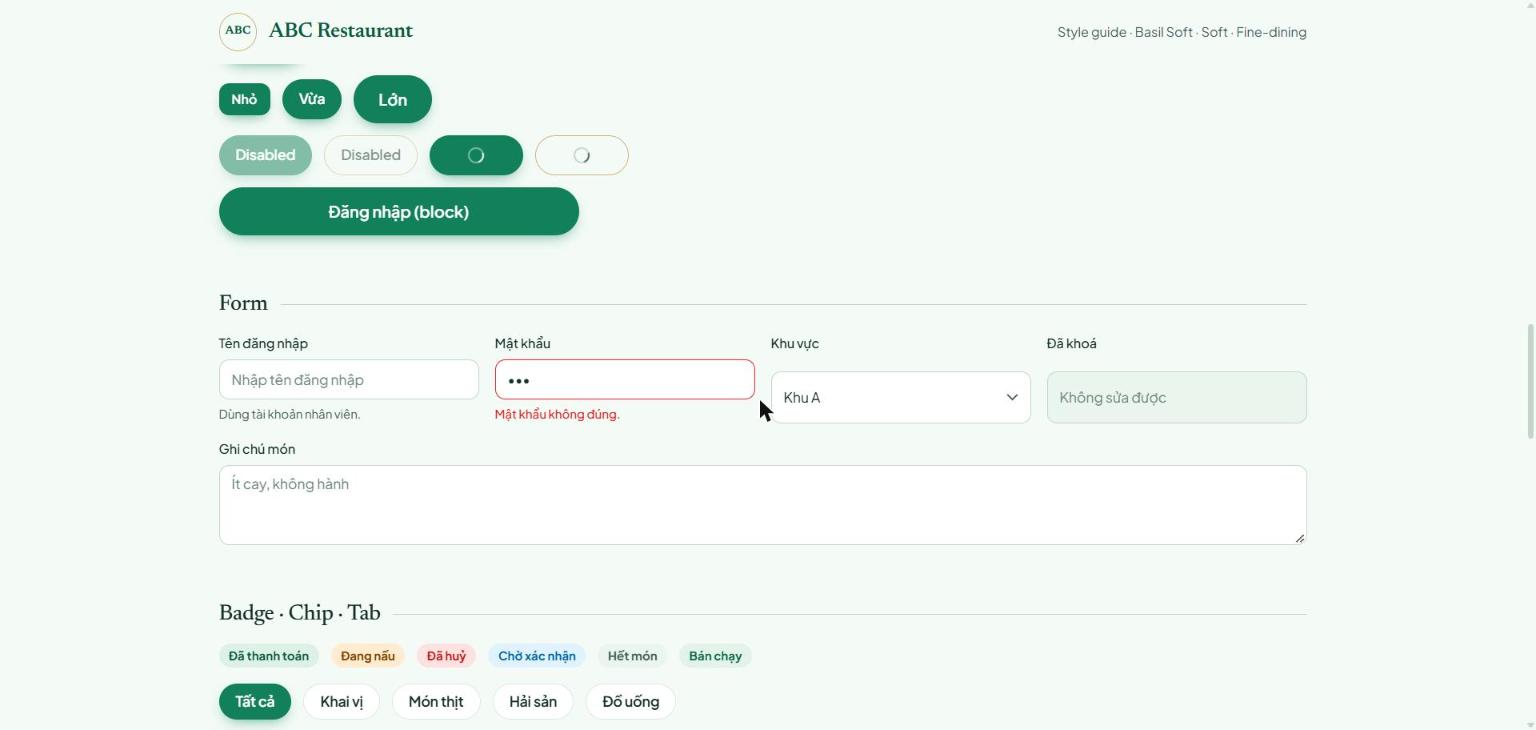 ABC
ABC Restaurant
Style guide · Basil Soft · Soft · Fine-dining
Nhỏ
Vừa
Lớn
Disabled
Disabled
Đăng nhập (block)
Form
Tên đăng nhập
Mật khẩu
Khu vực
Đã khoá
Nhập tên đăng nhập
•••
Khu A
Không sửa được
Dùng tài khoản nhân viên.
Mật khẩu không đúng.
Ghi chú món
Ít cay, không hành
Badge · Chip · Tab
Đã thanh toán
Đang nấu
Đã huỷ
Chờ xác nhận
Hết món
Bán chạy
Tất cả
Khai vị
Món thịt
Hải sản
Đồ uống